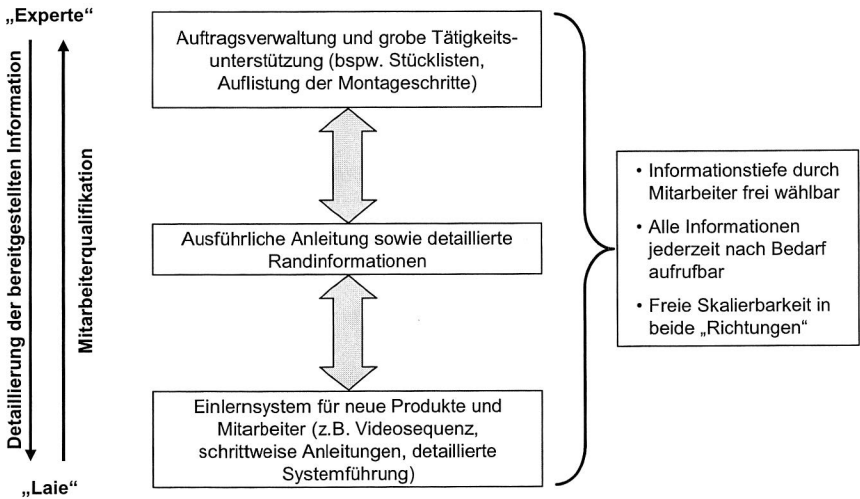 „Experte“
Detaillierung der bereitgestellten Information
Mitarbeiterqualifikation
„Laie“
Auftragsverwaltung und grobe Tätigkeits-
unterstützung (bspw. Stücklisten,
Auflistung der Montageschritte)
Ausführliche Anleitung sowie detaillierte
Randinformationen
Einlernsystem für neue Produkte und
Mitarbeiter (z.B. Videosequenz,
schrittweise Anleitungen, detaillierte
Systemführung)
• Informationstiefe durch
Mitarbeiter frei wählbar
• Alle Informationen
jederzeit nach Bedarf
aufrufbar
• Freie Skalierbarkeit in
beide „Richtungen“